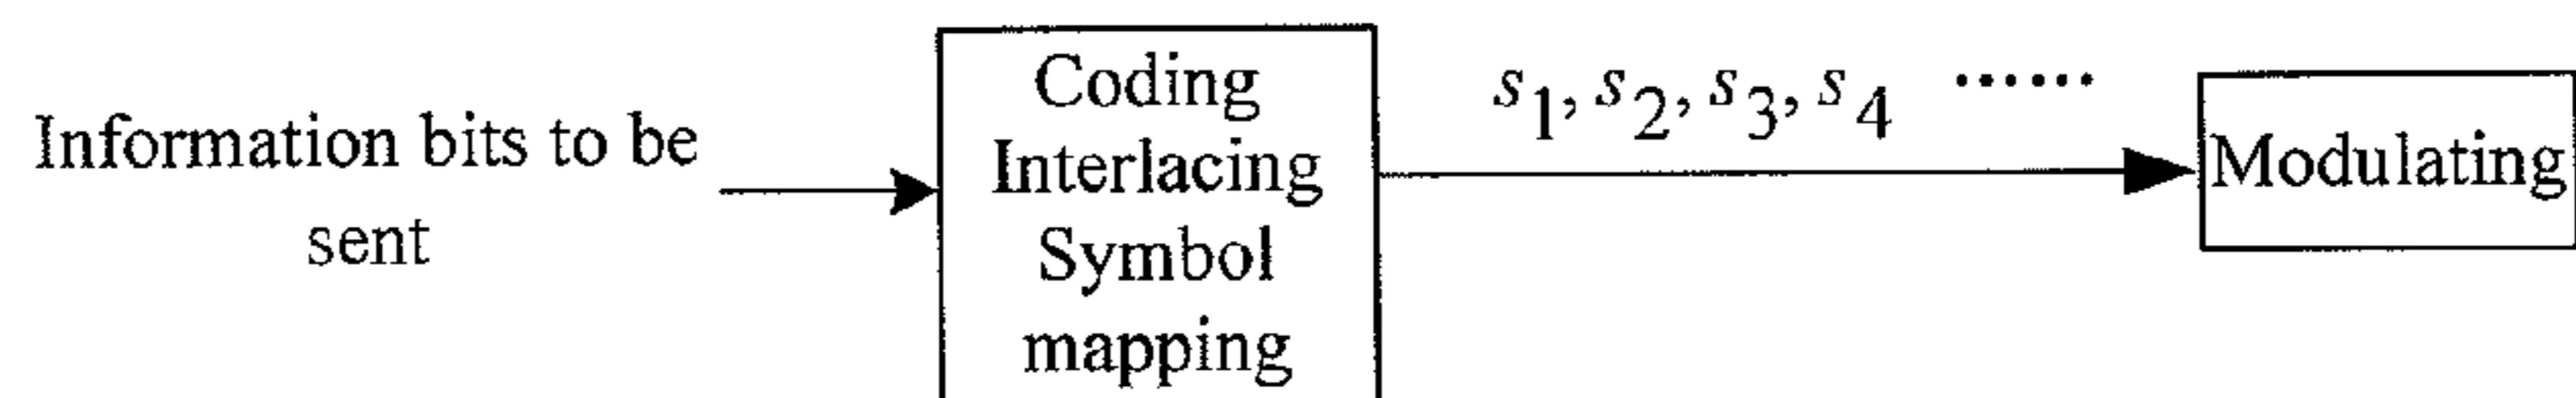 Information bits to be
sent
Coding
Interlacing
Symbol
mapping
s1, s2, s3, s4 ······
Modulating